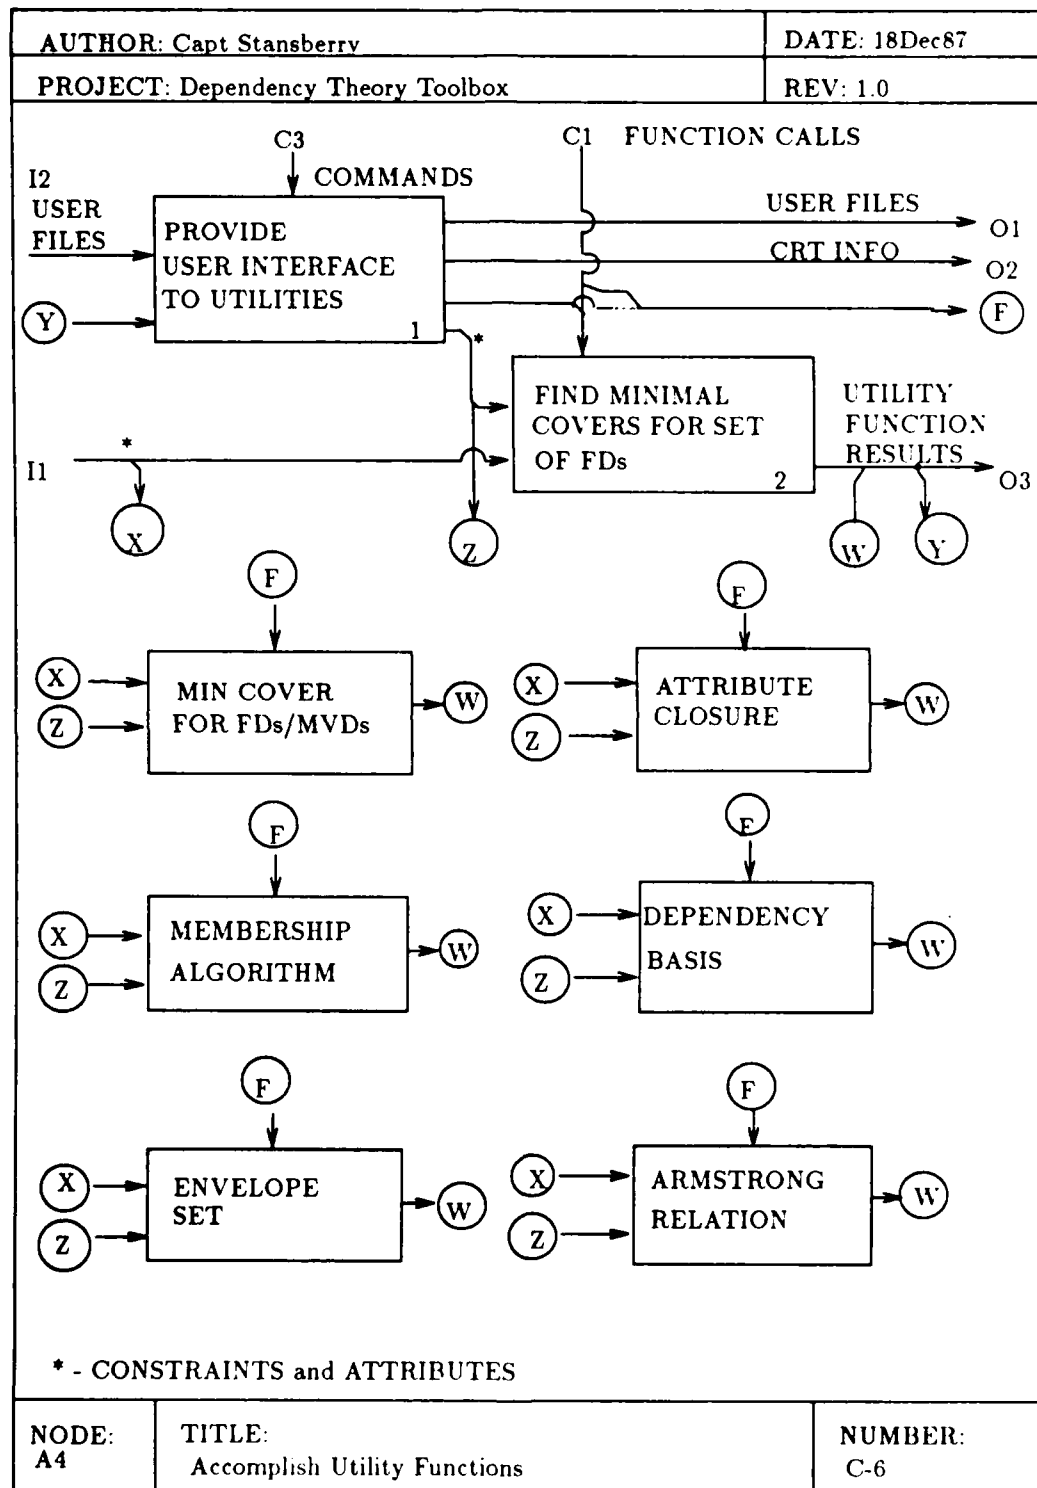 AUTHOR: Capt Stansberry
DATE: 18Dec87
PROJECT: Dependency Theory Toolbox
REV: 1.0
C3
C1 FUNCTION CALLS
COMMANDS
I2
USER
FILES
PROVIDE
USER INTERFACE
TO UTILITIES
1
USER FILES
O1
CRT INFO
O2
F
Y
*
FIND MINIMAL
COVERS FOR SET
OF FDs
2
UTILITY
FUNCTION
RESULTS
O3
*
I1
X
Z
W
Y
F
X
Z
MIN COVER
FOR FDs/MVDs
W
F
X
Z
ATTRIBUTE
CLOSURE
W
F
X
Z
MEMBERSHIP
ALGORITHM
W
F
X
Z
DEPENDENCY
BASIS
W
F
X
Z
ENVELOPE
SET
W
F
X
Z
ARMSTRONG
RELATION
W
* - CONSTRAINTS and ATTRIBUTES
NODE:
A4
TITLE:
Accomplish Utility Functions
NUMBER:
C-6